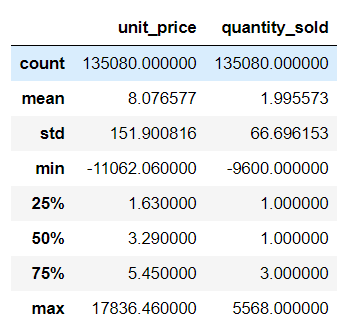 unit_price quantity_sold
count 135080.000000 135080.000000
mean 8.076577 1.995573
std 151.900816 66.696153
min -11062.060000 -9600.000000
25% 1.630000 1.000000
50% 3.290000 1.000000
75% 5.450000 3.000000
max 17836.460000 5568.000000